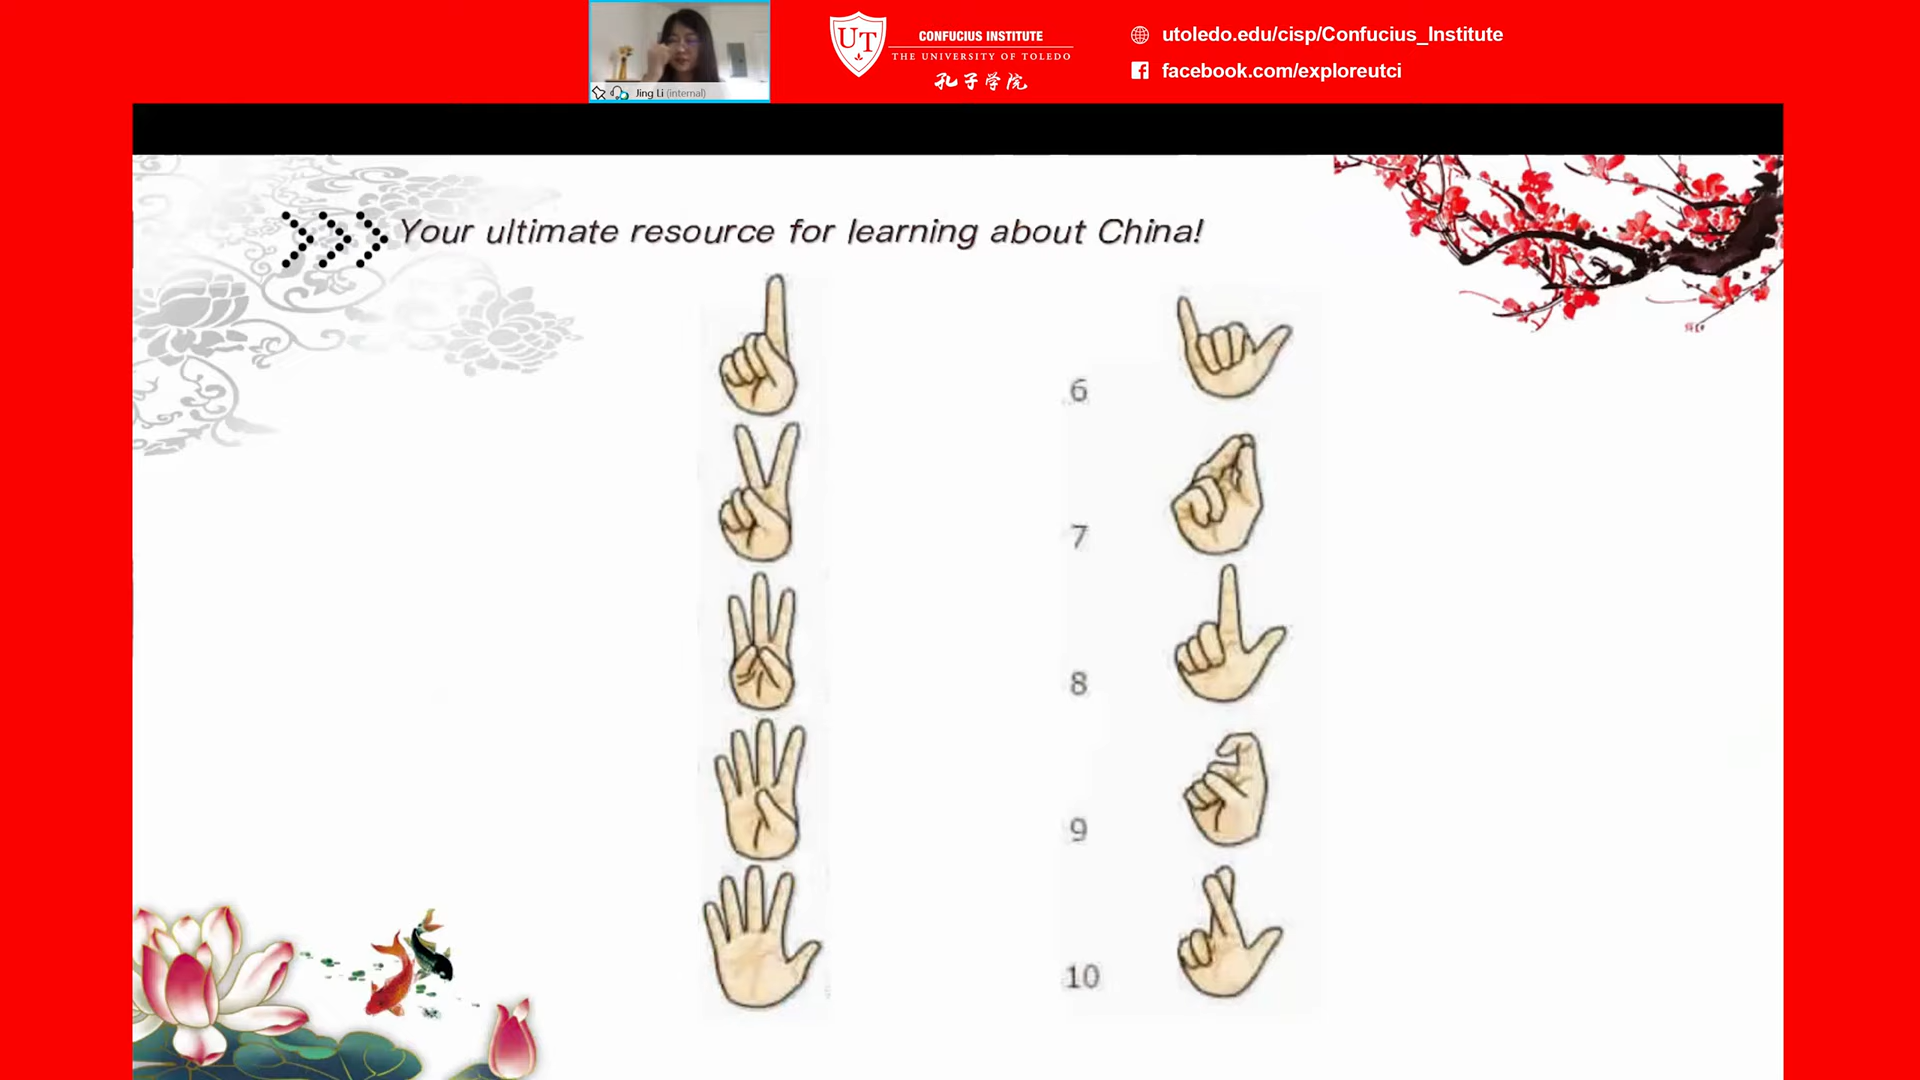 Jing Li (internal)
UT
CONFUCIUS INSTITUTE
THE UNIVERSITY OF TOLEDO
孔子学院
utoledo.edu/cisp/Confucius_Institute
facebook.com/exploreutci
Your ultimate resource for learning about China!
6
7
8
9
10